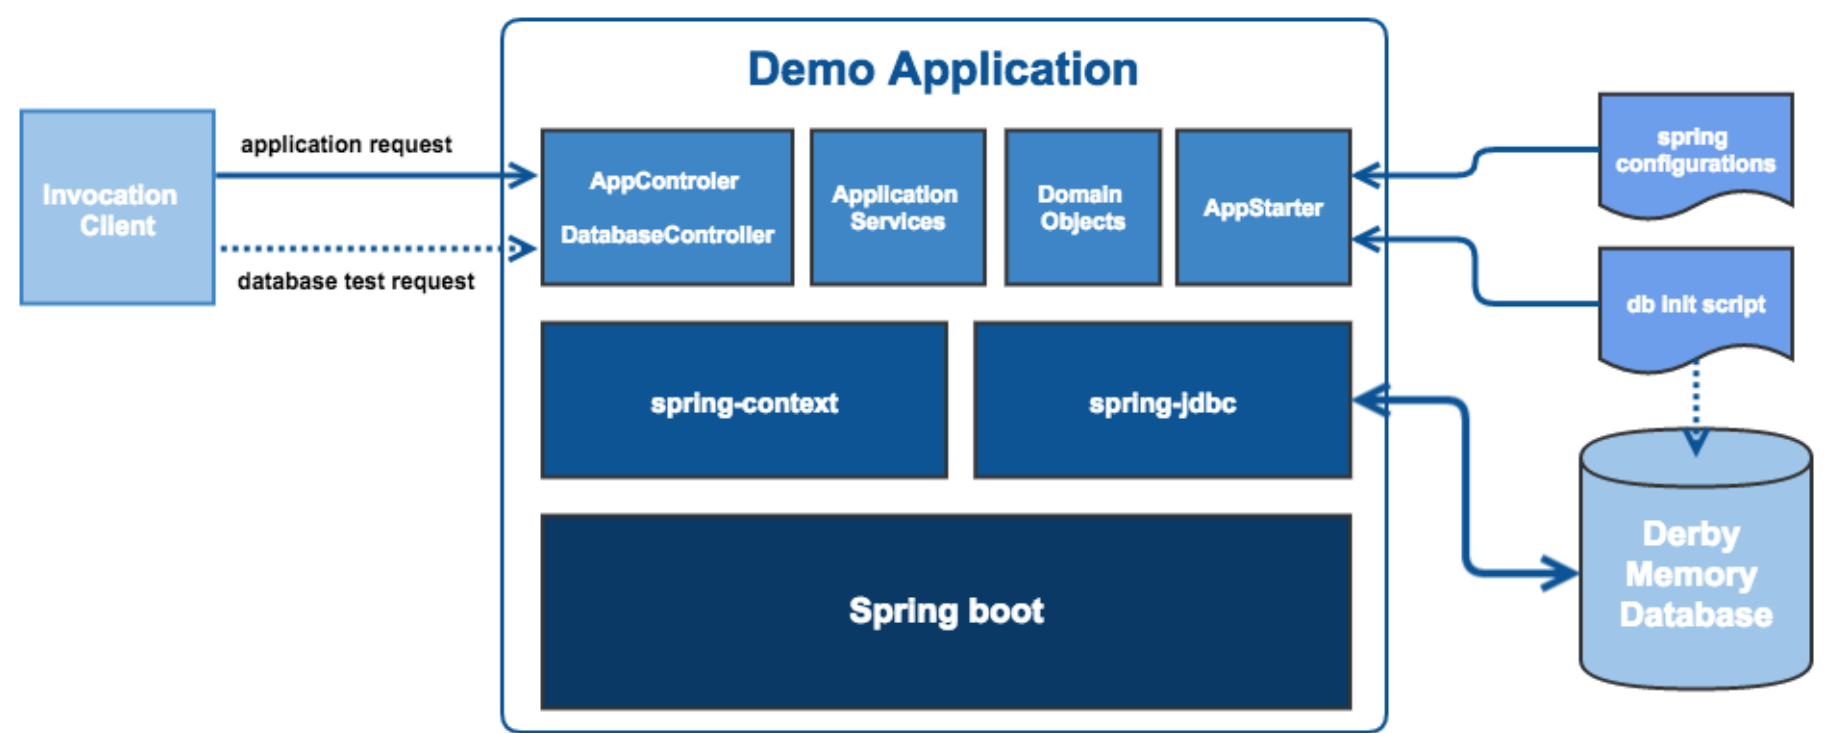 Demo Application
Invocation
Client
application request
database test request
AppControler
DatabaseController
Application
Services
Domain
Objects
AppStarter
spring
configurations
db init script
spring-context
spring-jdbc
Spring boot
Derby
Memory
Database